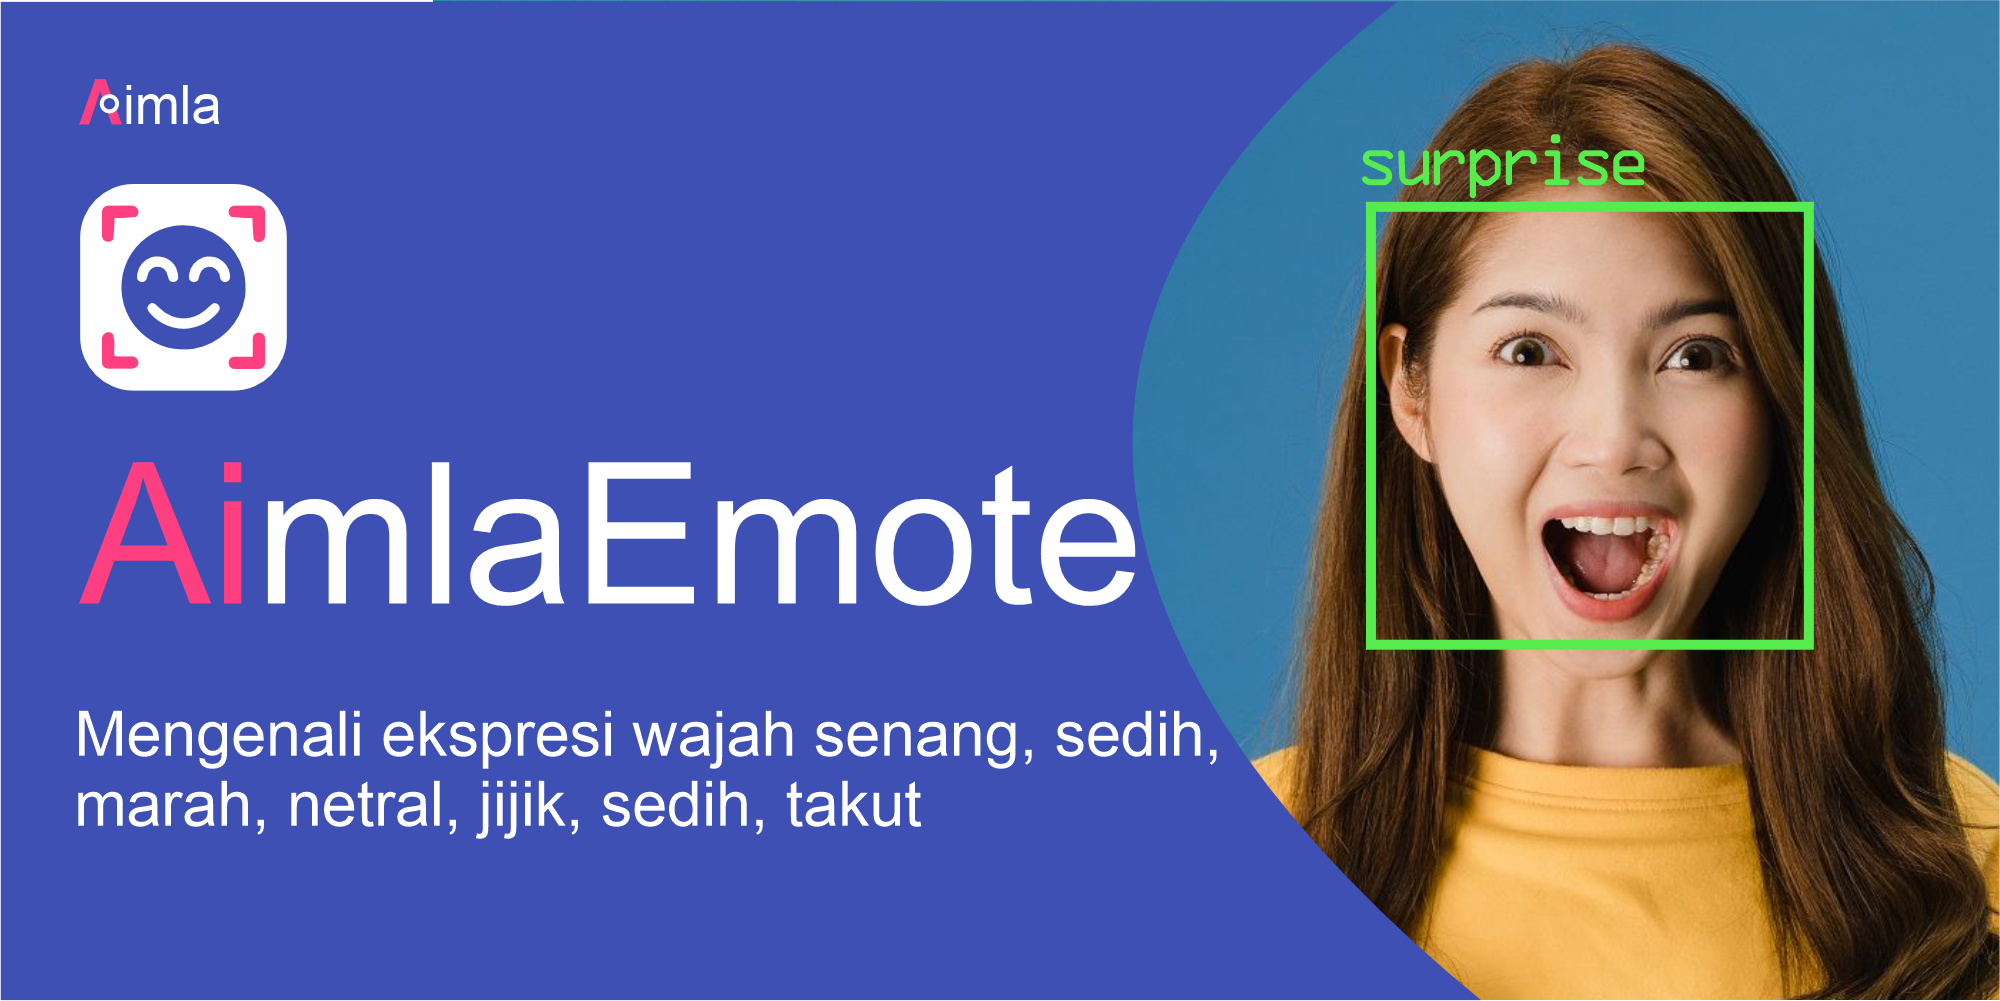 Aimla
surprise
AimlaEmote
Mengenali ekspresi wajah senang, sedih,
marah, netral, jijik, sedih, takut